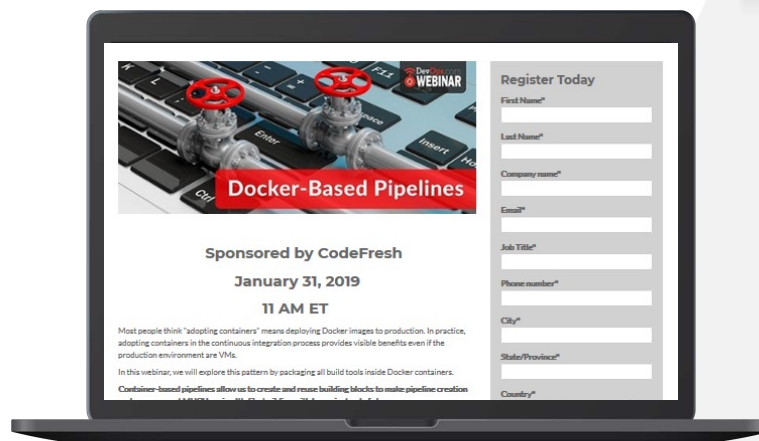 DevOps.com
WEBINAR
Docker-Based Pipelines
Sponsored by CodeFresh
January 31, 2019
11 AM ET
Most people think "adopting containers" means deploying Docker images to production. In practice,
adopting containers in the continuous integration process provides visible benefits even if the
production environment are VMs.
In this webinar, we will explore this pattern by packaging all build tools inside Docker containers.
Container-based pipelines allow us to create and reuse building blocks to make pipeline creation
Register Today
First Name*
Last Name*
Company name*
Email*
Job Title*
Phone number*
City*
State/Province*
Country*
Enter
Ctrl
Insert